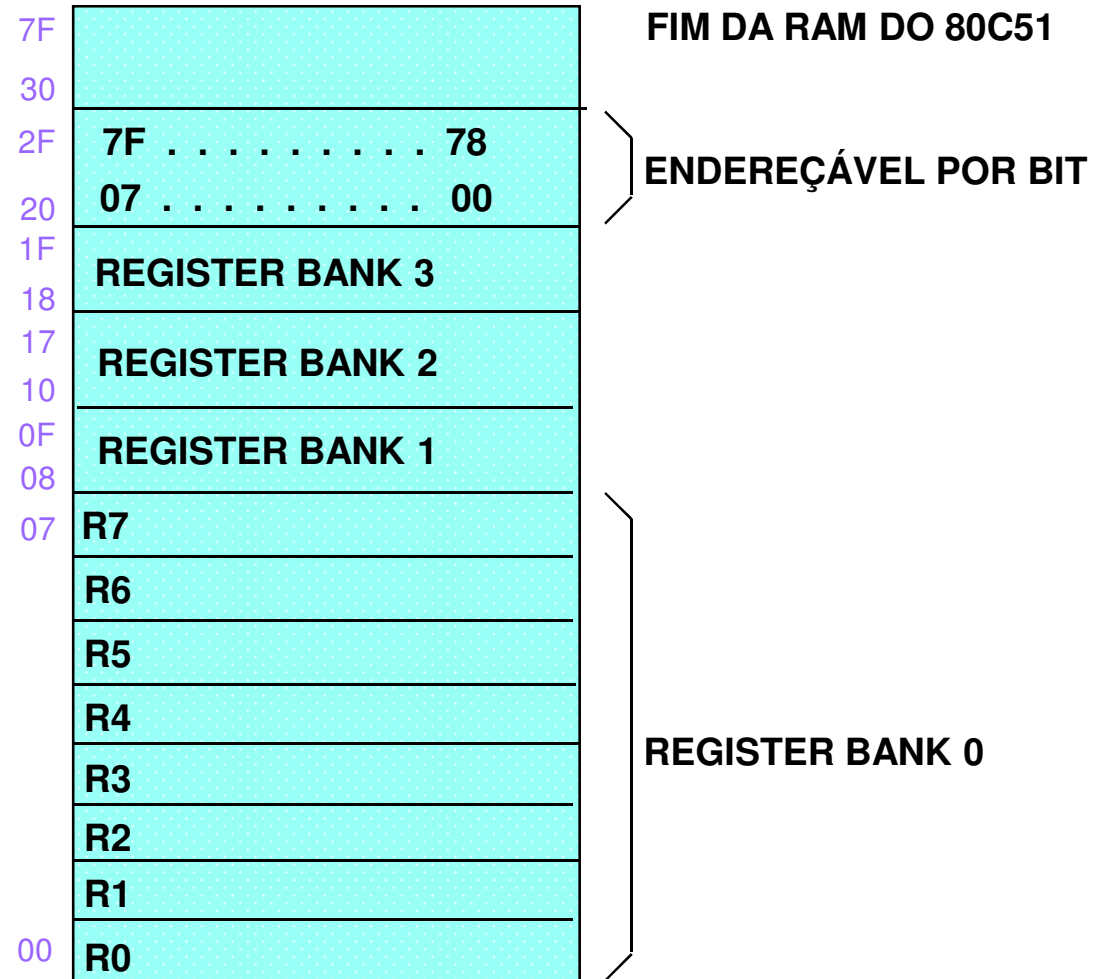 7F FIM DA RAM DO 80C51
30
2F 7F . . . . . . . . . 78
ENDEREÇÁVEL POR BIT
20 07 . . . . . . . . . 00
1F
REGISTER BANK 3
18
17
REGISTER BANK 2
10
0F
REGISTER BANK 1
08
07 R7
R6
R5
R4
REGISTER BANK 0
R3
R2
R1
00 R0